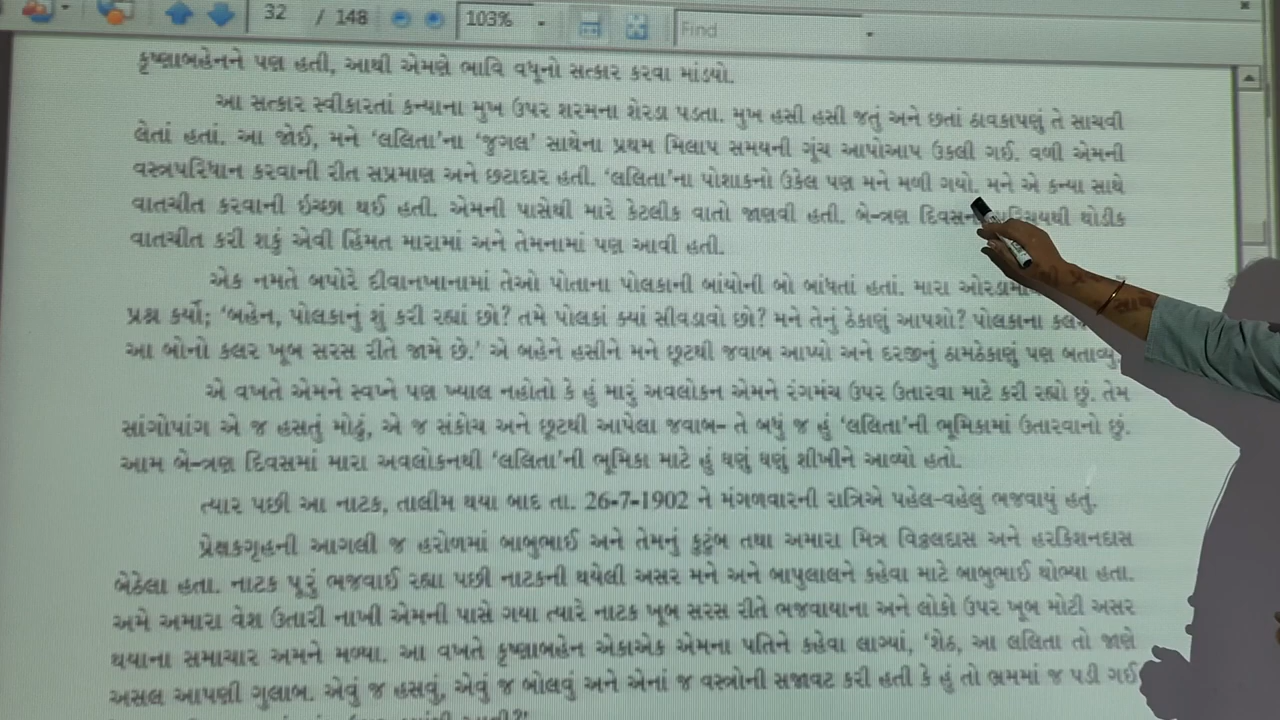 32 / 148 103% Find
કૃષ્ણાબહેનને પણ હતી, આથી એમણે ભાવિ વધૂનો સત્કાર કરવા માંડ્યો.
આ સત્કાર સ્વીકારતાં કન્યાના મુખ ઉપર શરમના શેરડા પડતા. મુખ હસી હસી જતું અને છતાં ઠાવકાપણું તે સાચવી
લેતાં હતાં. આ જોઈ, મને ‘લલિતા’ના ‘જુગલ’ સાથેના પ્રથમ મિલાપ સમયની ગૂંચ આપોઆપ ઉકલી ગઈ. વળી એમની
વસ્ત્રપરિધાન કરવાની રીત સપ્રમાણ અને છટાદાર હતી. ‘લલિતા’ના પોશાકનો ઉકેલ પણ મને મળી ગયો. મને એ કન્યા સાથે
વાતચીત કરવાની ઈચ્છા થઈ હતી. એમની પાસેથી મારે કેટલીક વાતો જાણવી હતી. બે-ત્રણ થોડીક
વાતચીત કરી શકું એવી હિંમત મારામાં અને તેમનામાં પણ આવી હતી.
એક નમતે બપોરે દીવાનખાનામાં તેઓ પોતાના પોલકાની બાંયોની બો બાંધતાં હતાં. મારા
પ્રશ્ન કર્યો; ‘બહેન, પોલકાનું શું કરી રહ્યાં છો? તમે પોલકાં ક્યાં સીવડાવો છો? મને તેનું ઠેકાણું આપશો? પોલકાના
આ બોનો કલર ખૂબ સરસ રીતે જામે છે.’ એ બહેને હસીને મને છૂટથી જવાબ આપ્યો અને દરજીનું ઠામઠેકાણું પણ
એ વખતે એમને સ્વપ્ને પણ ખ્યાલ નહોતો કે હું મારું અવલોકન એમને રંગમંચ ઉપર ઉતારવા માટે કરી રહ્યો છું. તેમ
સાંગોપાંગ એ જ હસતું મોઢું, એ જ સંકોચ અને છૂટથી આપેલા જવાબ– તે બધું જ હું ‘લલિતા’ની ભૂમિકામાં ઉતારવાનો છું.
આમ બે-ત્રણ દિવસમાં મારા અવલોકનથી ‘લલિતા’ની ભૂમિકા માટે હું ઘણું ઘણું શીખીને આવ્યો હતો.
ત્યાર પછી આ નાટક, તાલીમ થયા બાદ તા. 26-7-1902 ને મંગળવારની રાત્રિએ પહેલ-વહેલું ભજવાયું હતું.
પ્રેક્ષકગૃહની આગલી જ હરોળમાં બાબુભાઈ અને તેમનું કુટુંબ તથા અમારા મિત્ર વિઠ્ઠલદાસ અને હરકિશનદાસ
બેઠેલા હતા. નાટક પૂરું ભજવાઈ રહ્યા પછી નાટકની થયેલી અસર મને અને બાપુલાલને કહેવા માટે બાબુભાઈ થોભ્યા હતા.
અમે અમારા વેશ ઉતારી નાખી એમની પાસે ગયા ત્યારે નાટક ખૂબ સરસ રીતે ભજવાયાના અને લોકો ઉપર ખૂબ મોટી અસર
થયાના સમાચાર અમને મળ્યા. આ વખતે કૃષ્ણાબહેન એકાએક એમના પતિને કહેવા લાગ્યાં, ‘શેઠ, આ લલિતા તો જાણે
અસલ આપણી ગુલાબ. એવું જ હસવું, એવું જ બોલવું અને એનાં જ વસ્ત્રોની સજાવટ કરી હતી કે હું તો ભ્રમમાં જ પડી ગઈ